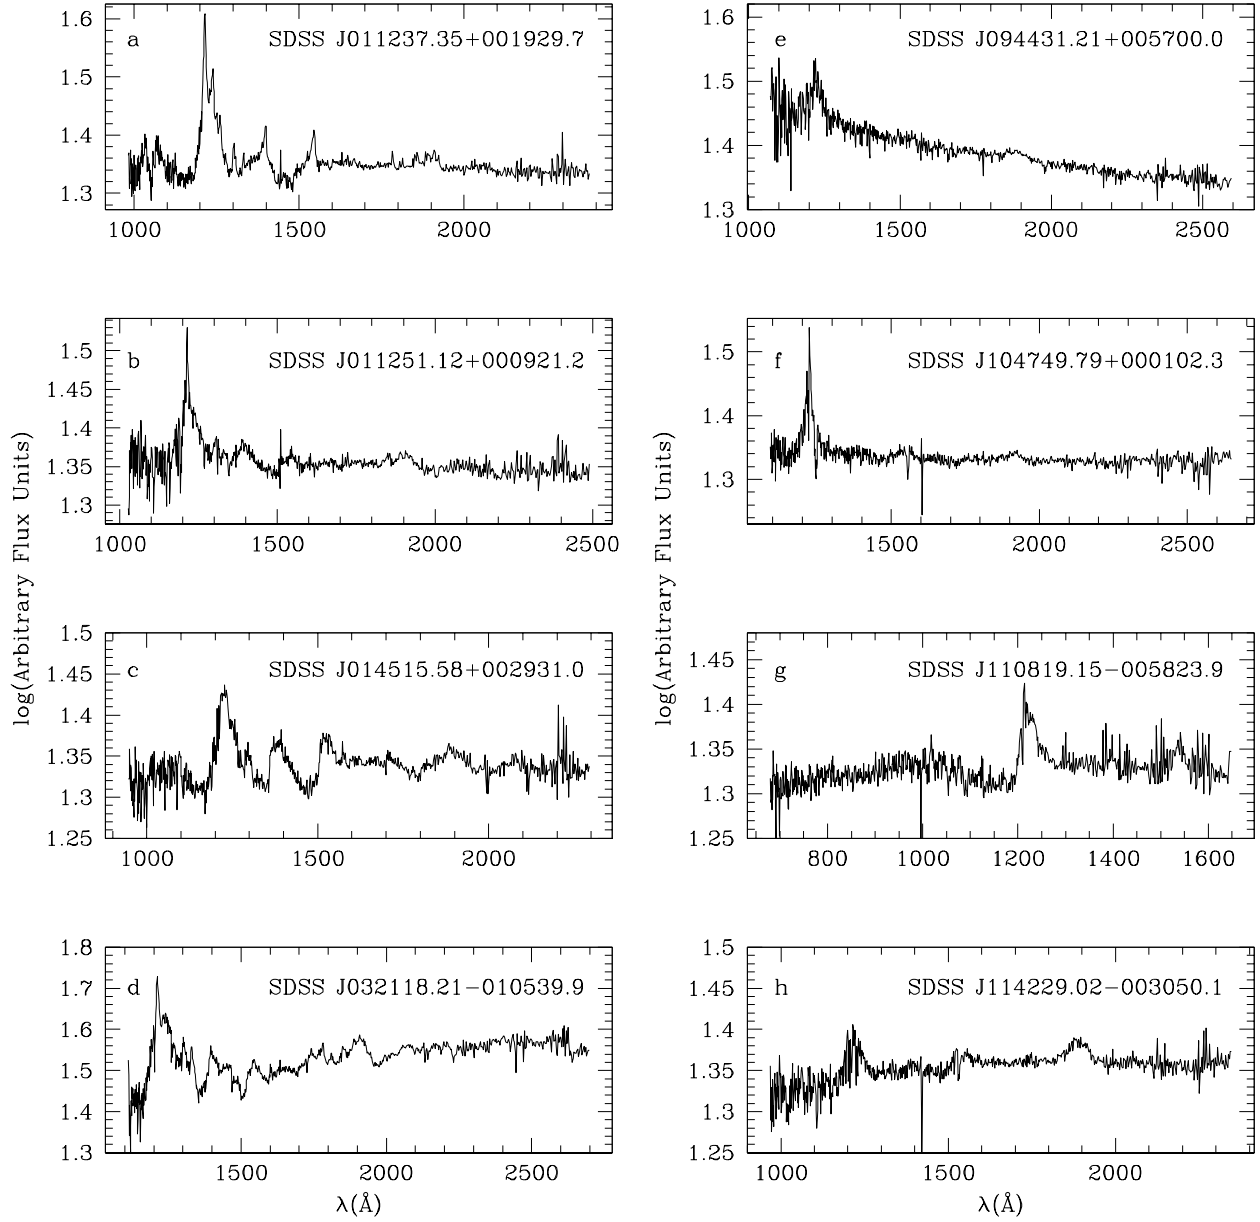 a SDSS J011237.35+001929.7
1.6
1.5
1.4
1.3
1000 1500 2000
b SDSS J011251.12+000921.2
1.5
1.45
1.4
1.35
1.3
1000 1500 2000 2500
c SDSS J014515.58+002931.0
1.5
1.45
1.4
1.35
1.3
1.25
1000 1500 2000
d SDSS J032118.21−010539.9
1.8
1.7
1.6
1.5
1.4
1.3
1500 2000 2500
λ(Å)
log(Arbitrary Flux Units)
e SDSS J094431.21+005700.0
1.6
1.5
1.4
1.3
1000 1500 2000 2500
f SDSS J104749.79+000102.3
1.5
1.4
1.3
1500 2000 2500
g SDSS J110819.15−005823.9
1.45
1.4
1.35
1.3
1.25
800 1000 1200 1400 1600
h SDSS J114229.02−003050.1
1.5
1.45
1.4
1.35
1.3
1.25
1000 1500 2000
λ(Å)
log(Arbitrary Flux Units)